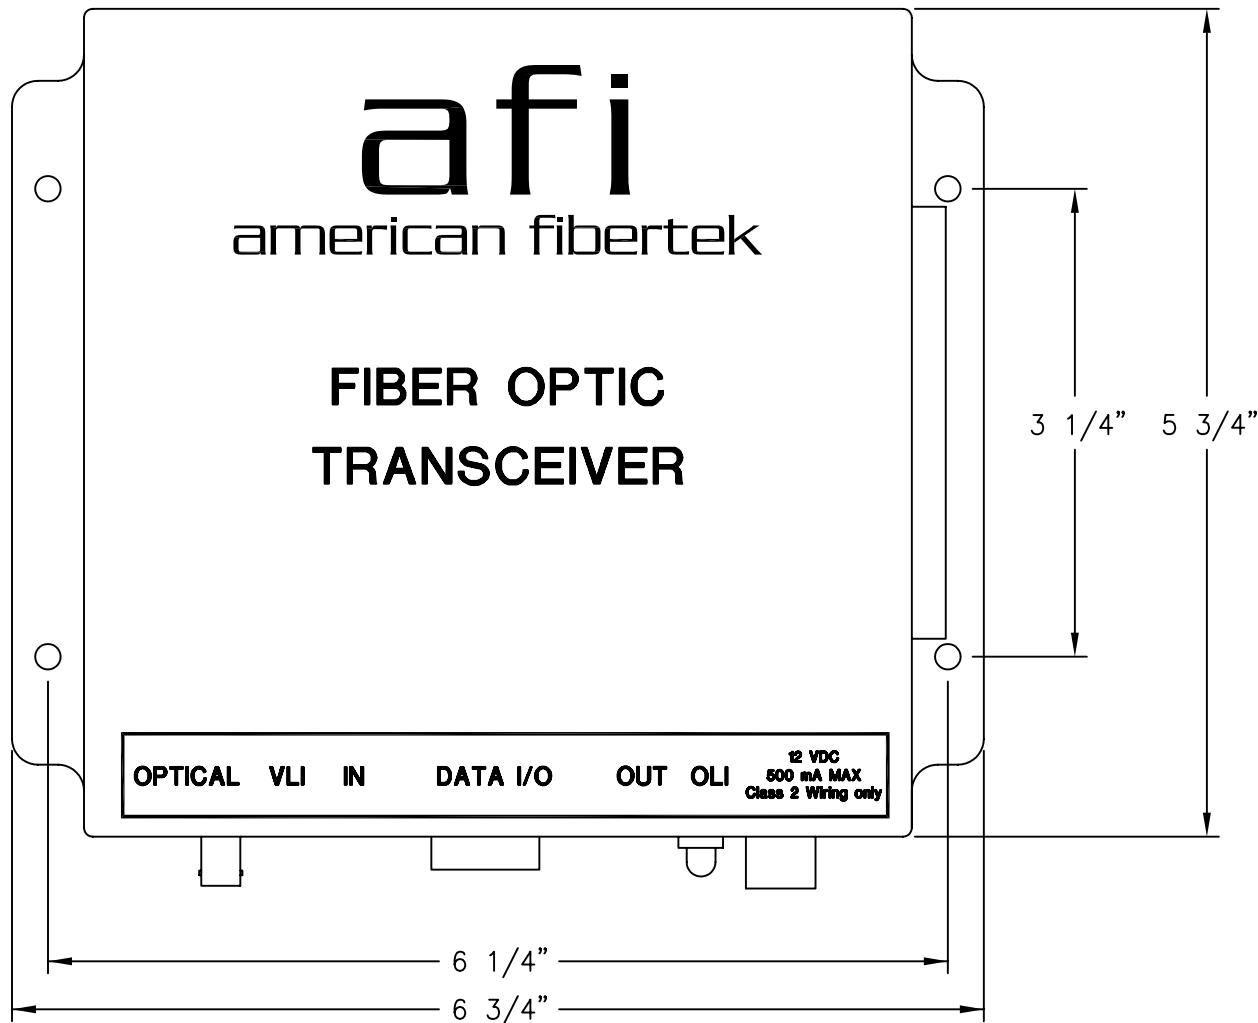 afi
american fibertek
FIBER OPTIC
TRANSCEIVER
3 1/4” 5 3/4”
OPTICAL VLI IN DATA I/O OUT OLI
12 VDC
500 mA MAX
Class 2 Wiring only
6 1/4”
6 3/4”